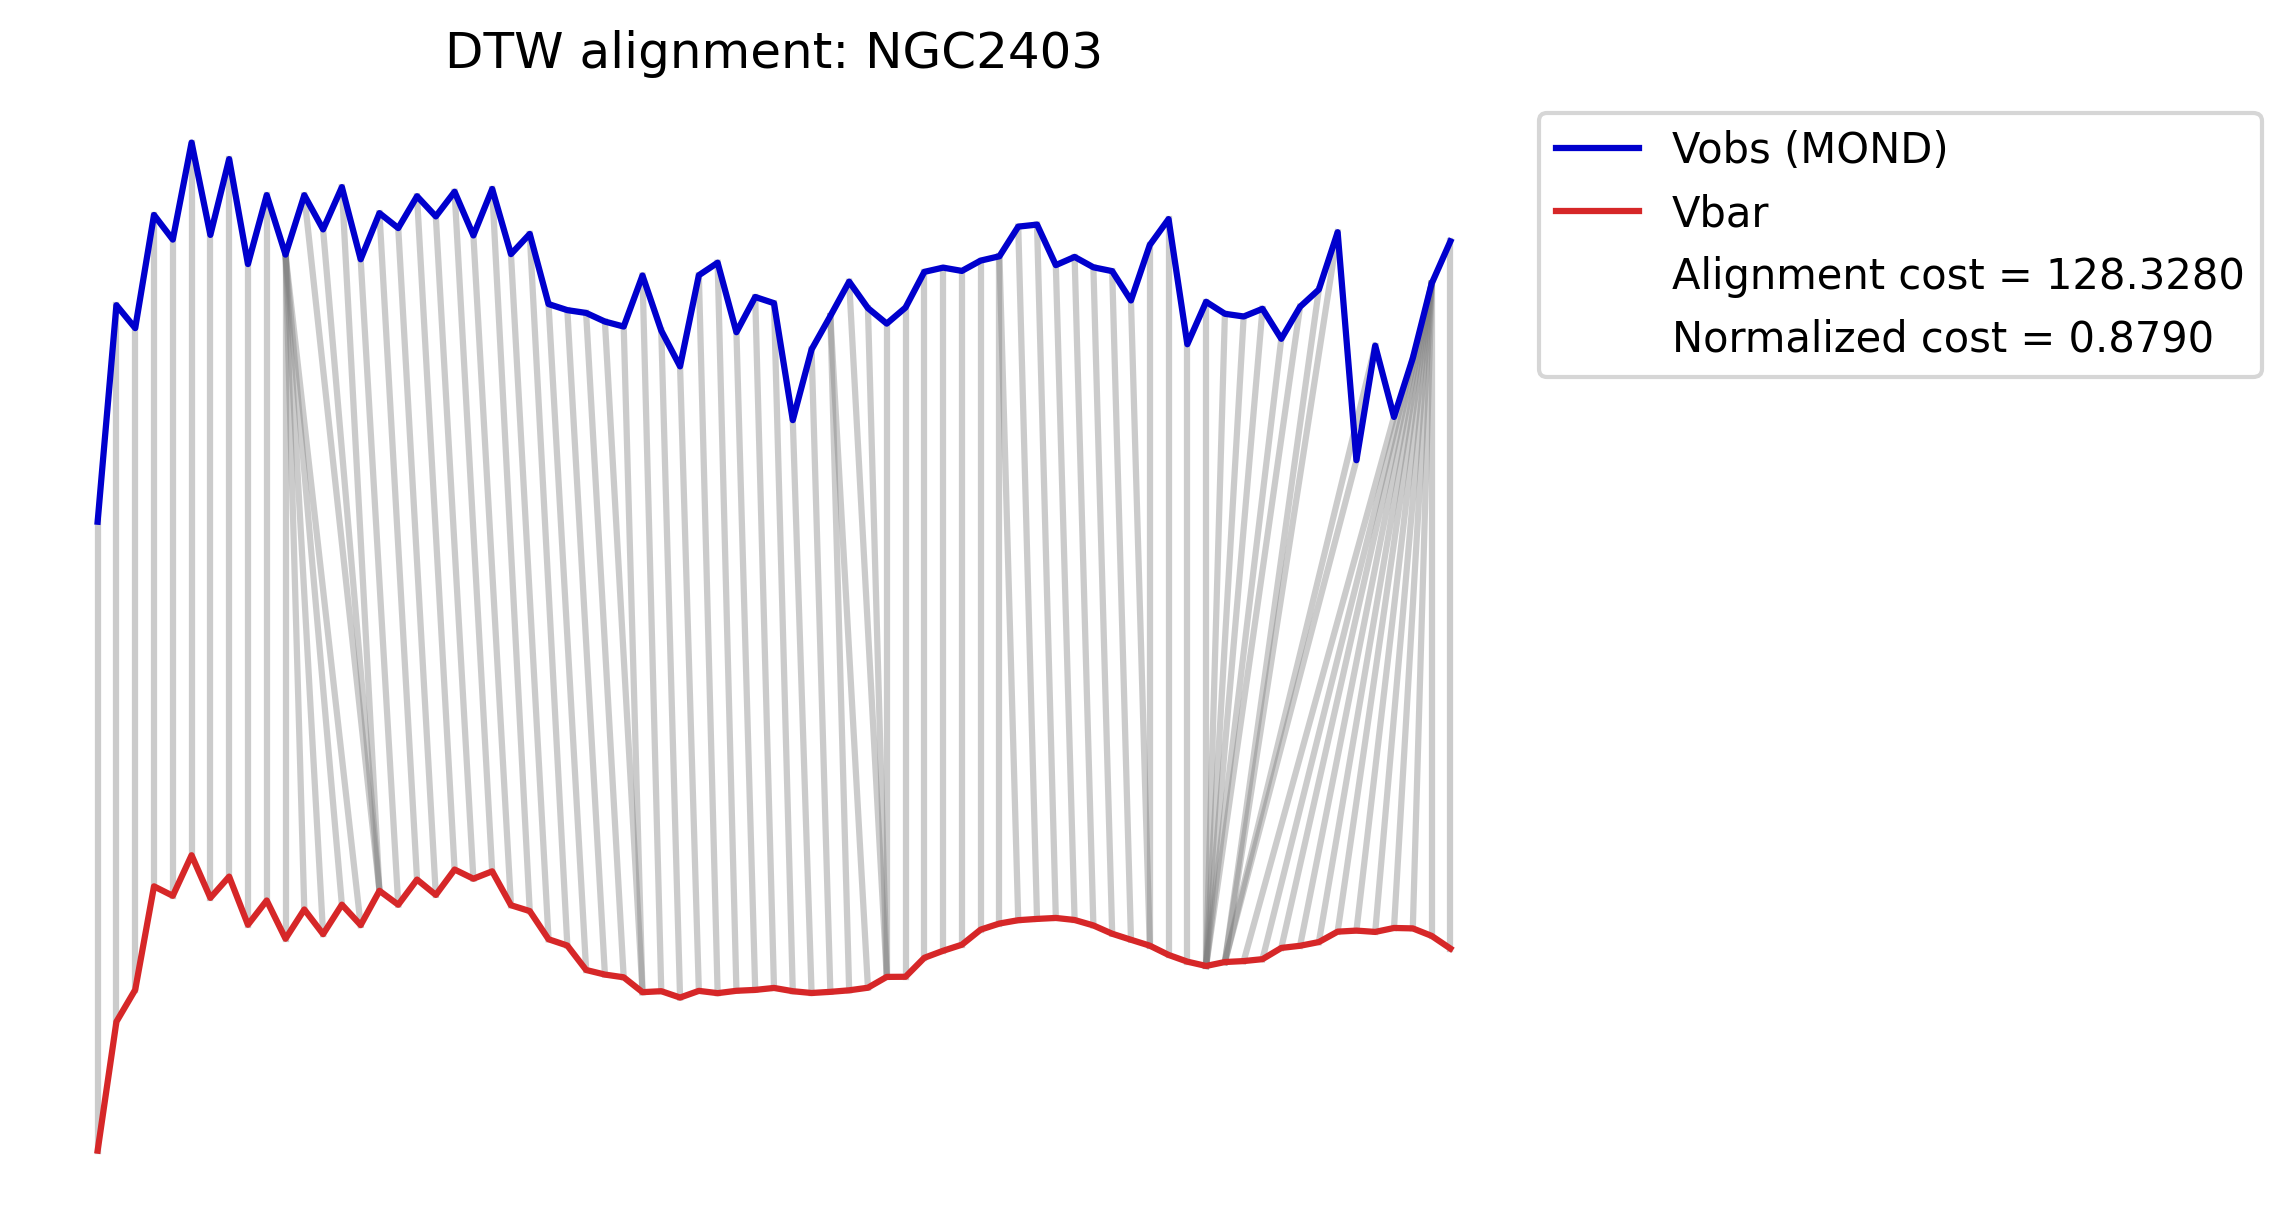 DTW alignment: NGC2403
Vobs (MOND)
Vbar
Alignment cost = 128.3280
Normalized cost = 0.8790